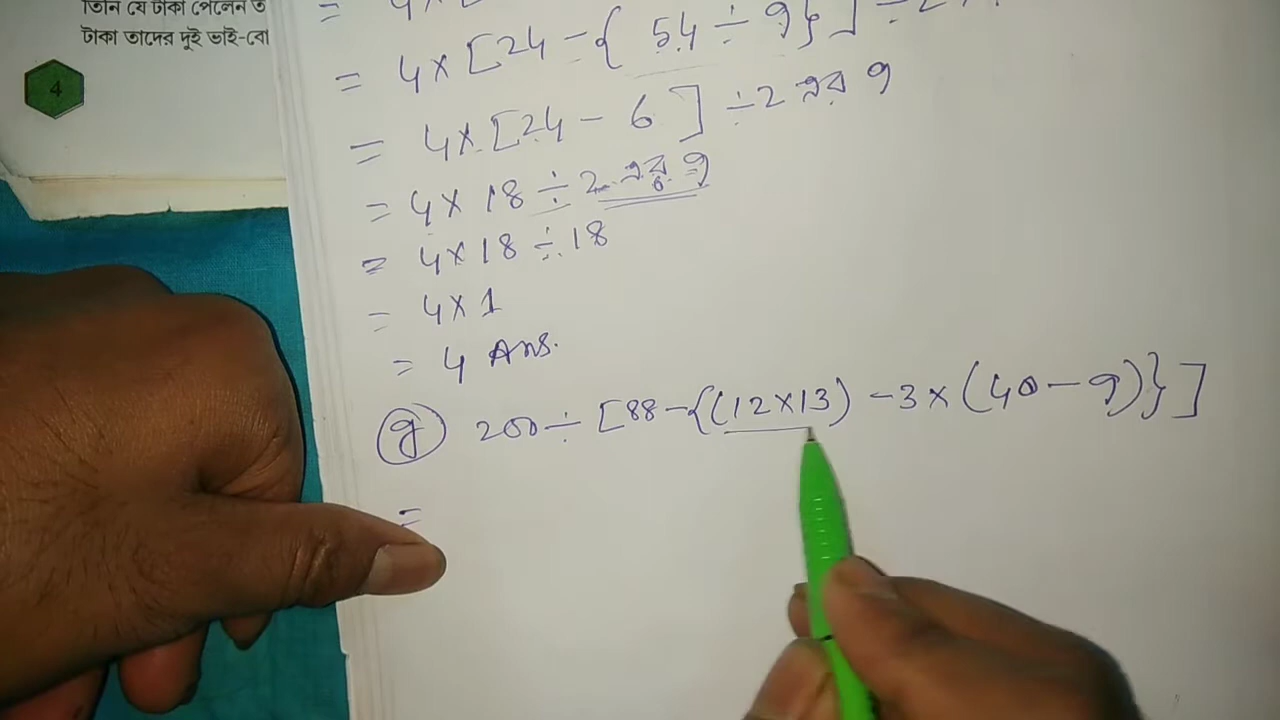 তিনি যে টাকা পেলেন ত
টাকা তাদের দুই ভাই-বো
4
= 4×[
= 4×[24-{54÷9}]÷2
= 4×[24-6]÷2 এর 9
= 4×18÷2 এর 9
= 4×18÷18
= 4×1
= 4 Ans.
g 200÷[88-{(12×13)-3×(40-9)}]
=